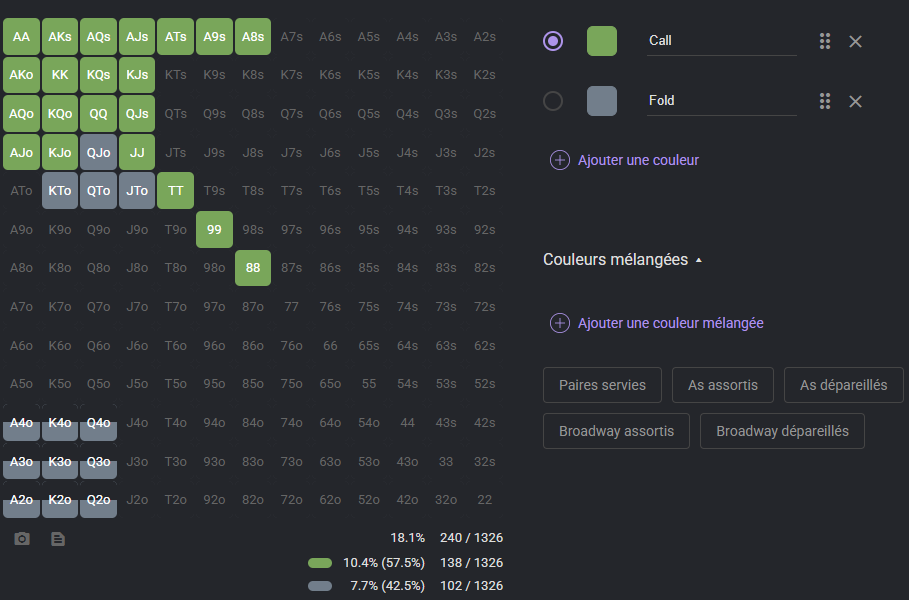 AA AKs AQs AJs ATs A9s A8s A7s A6s A5s A4s A3s A2s
AKo KK KQs KJs KTs K9s K8s K7s K6s K5s K4s K3s K2s
AQo KQo QQ QJs QTs Q9s Q8s Q7s Q6s Q5s Q4s Q3s Q2s
AJo KJo QJo JJ JTs J9s J8s J7s J6s J5s J4s J3s J2s
ATo KTo QTo JTo TT T9s T8s T7s T6s T5s T4s T3s T2s
A9o K9o Q9o J9o T9o 99 98s 97s 96s 95s 94s 93s 92s
A8o K8o Q8o J8o T8o 98o 88 87s 86s 85s 84s 83s 82s
A7o K7o Q7o J7o T7o 97o 87o 77 76s 75s 74s 73s 72s
A6o K6o Q6o J6o T6o 96o 86o 76o 66 65s 64s 63s 62s
A5o K5o Q5o J5o T5o 95o 85o 75o 65o 55 54s 53s 52s
A4o K4o Q4o J4o T4o 94o 84o 74o 64o 54o 44 43s 42s
A3o K3o Q3o J3o T3o 93o 83o 73o 63o 53o 43o 33 32s
A2o K2o Q2o J2o T2o 92o 82o 72o 62o 52o 42o 32o 22
18.1% 240 / 1326
10.4% (57.5%) 138 / 1326
7.7% (42.5%) 102 / 1326
Call
Fold
Ajouter une couleur
Couleurs mélangées
Ajouter une couleur mélangée
Paires servies As assortis As dépareillés
Broadway assortis Broadway dépareillés